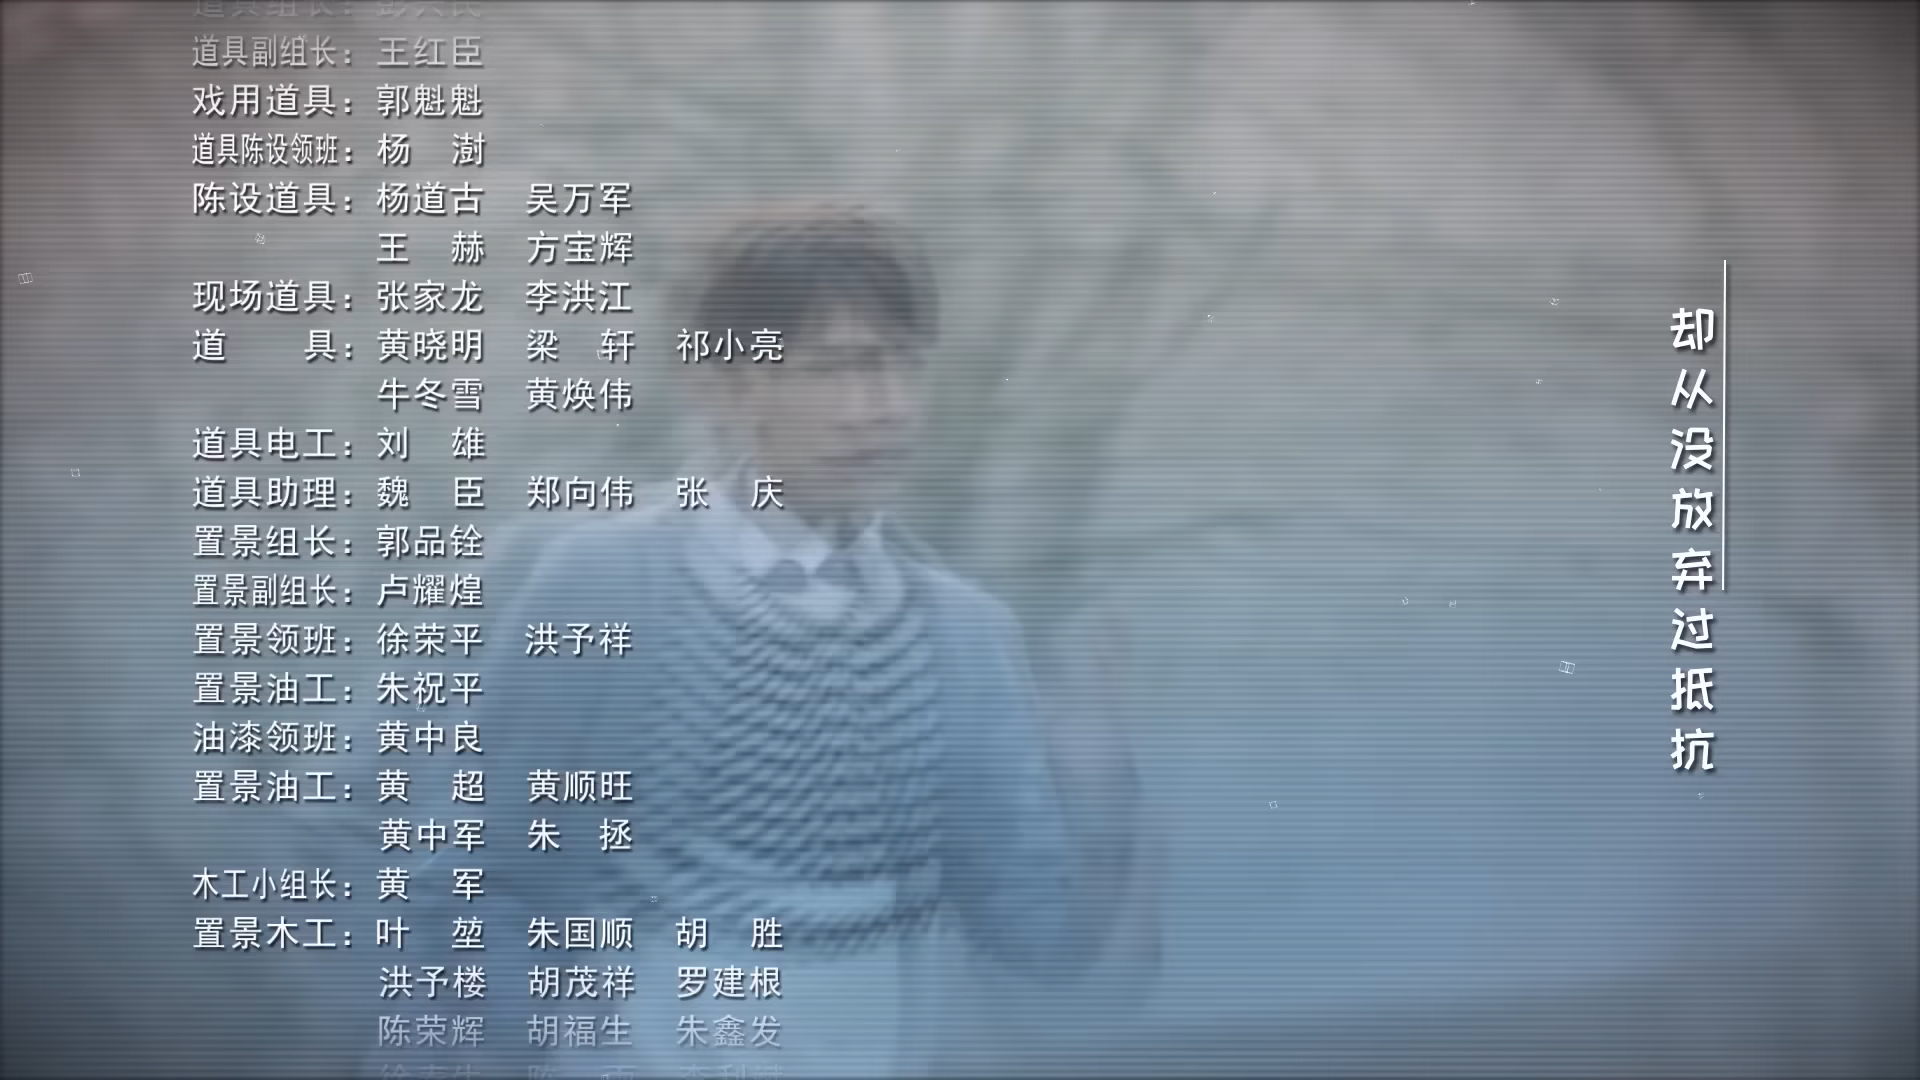 道具副组长：王红臣
戏用道具：郭魁魁
道具陈设领班：杨　澍
陈设道具：杨道古　吴万军
王　赫　方宝辉
现场道具：张家龙　李洪江
道　　具：黄晓明　梁　轩　祁小亮
牛冬雪　黄焕伟
道具电工：刘　雄
道具助理：魏　臣　郑向伟　张　庆
置景组长：郭品铨
置景副组长：卢耀煌
置景领班：徐荣平　洪予祥
置景油工：朱祝平
油漆领班：黄中良
置景油工：黄　超　黄顺旺
黄中军　朱　拯
木工小组长：黄　军
置景木工：叶　堃　朱国顺　胡　胜
洪予楼　胡茂祥　罗建根
陈荣辉　胡福生　朱鑫发
却从没放弃过抵抗